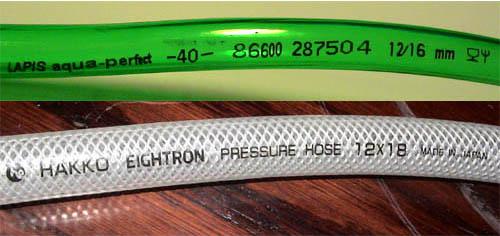 LAPIS aqua-perfect -40- 86600 287504 12/16 mm
HAKKO EIGHTRON PRESSURE HOSE 12X18 MADE IN JAPAN